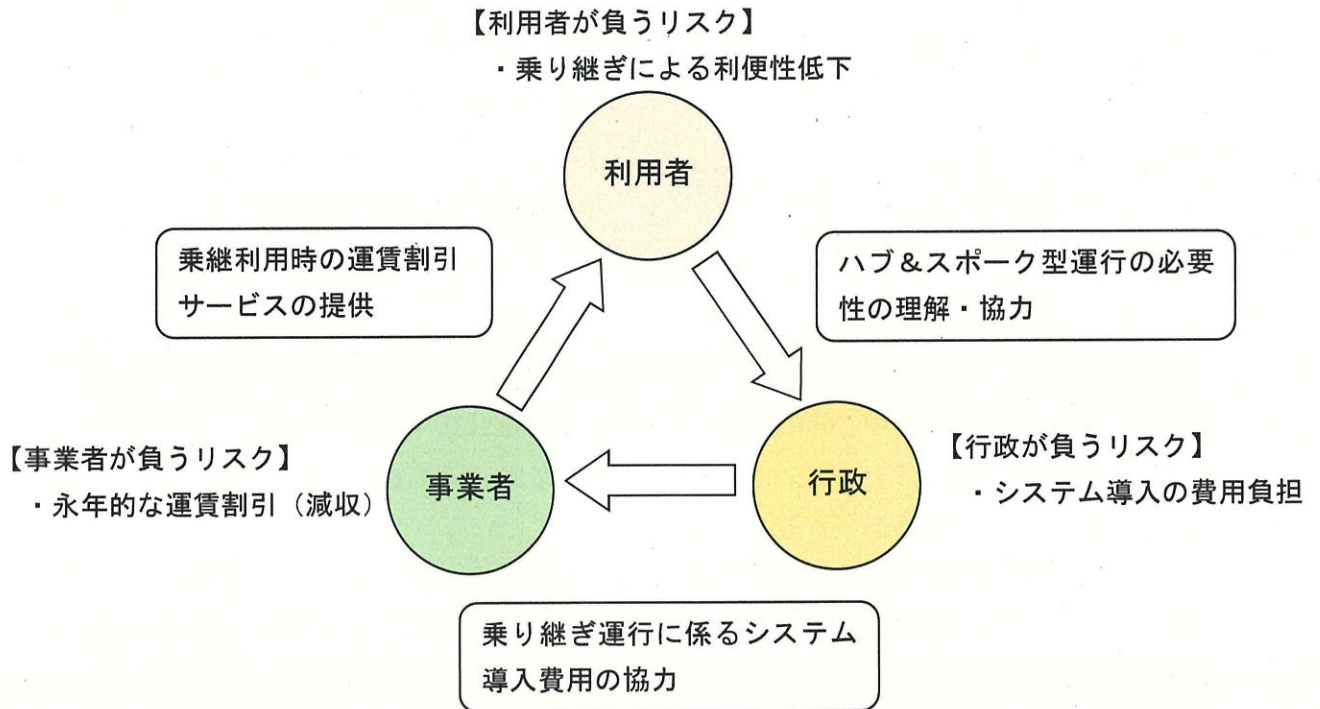 【利用者が負うリスク】
・乗り継ぎによる利便性低下
利用者
乗継利用時の運賃割引
サービスの提供
ハブ＆スポーク型運行の必要
性の理解・協力
【事業者が負うリスク】
・永年的な運賃割引（減収）
事業者
行政
【行政が負うリスク】
・システム導入の費用負担
乗り継ぎ運行に係るシステム
導入費用の協力